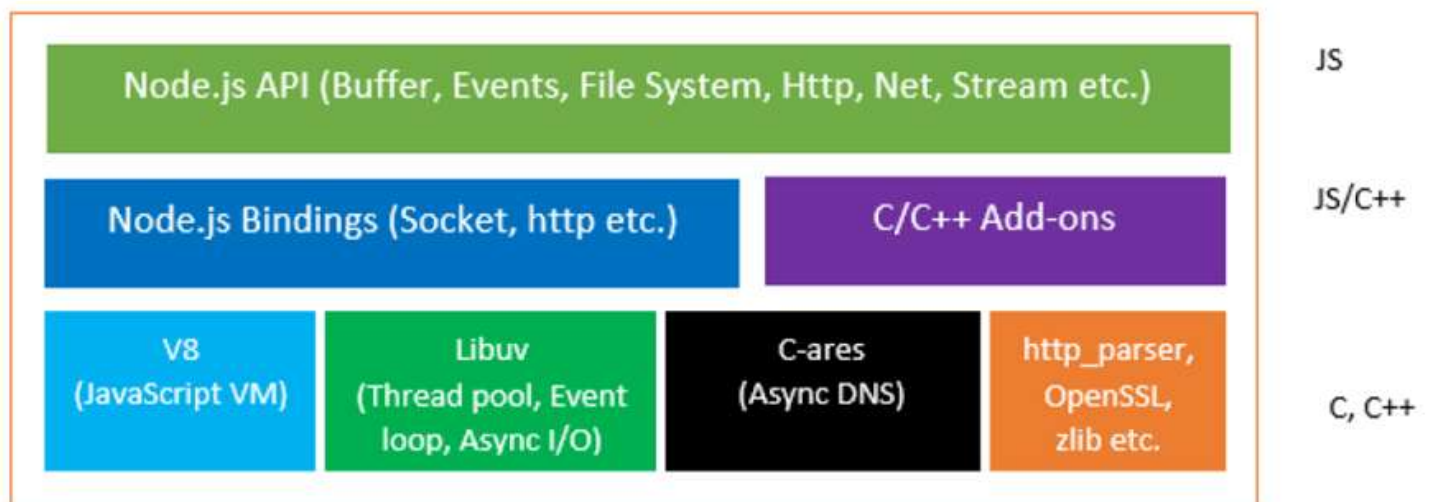 Node.js API (Buffer, Events, File System, Http, Net, Stream etc.)
JS
Node.js Bindings (Socket, http etc.)
C/C++ Add-ons
JS/C++
V8
(JavaScript VM)
Libuv
(Thread pool, Event
loop, Async I/O)
C-ares
(Async DNS)
http_parser,
OpenSSL,
zlib etc.
C, C++